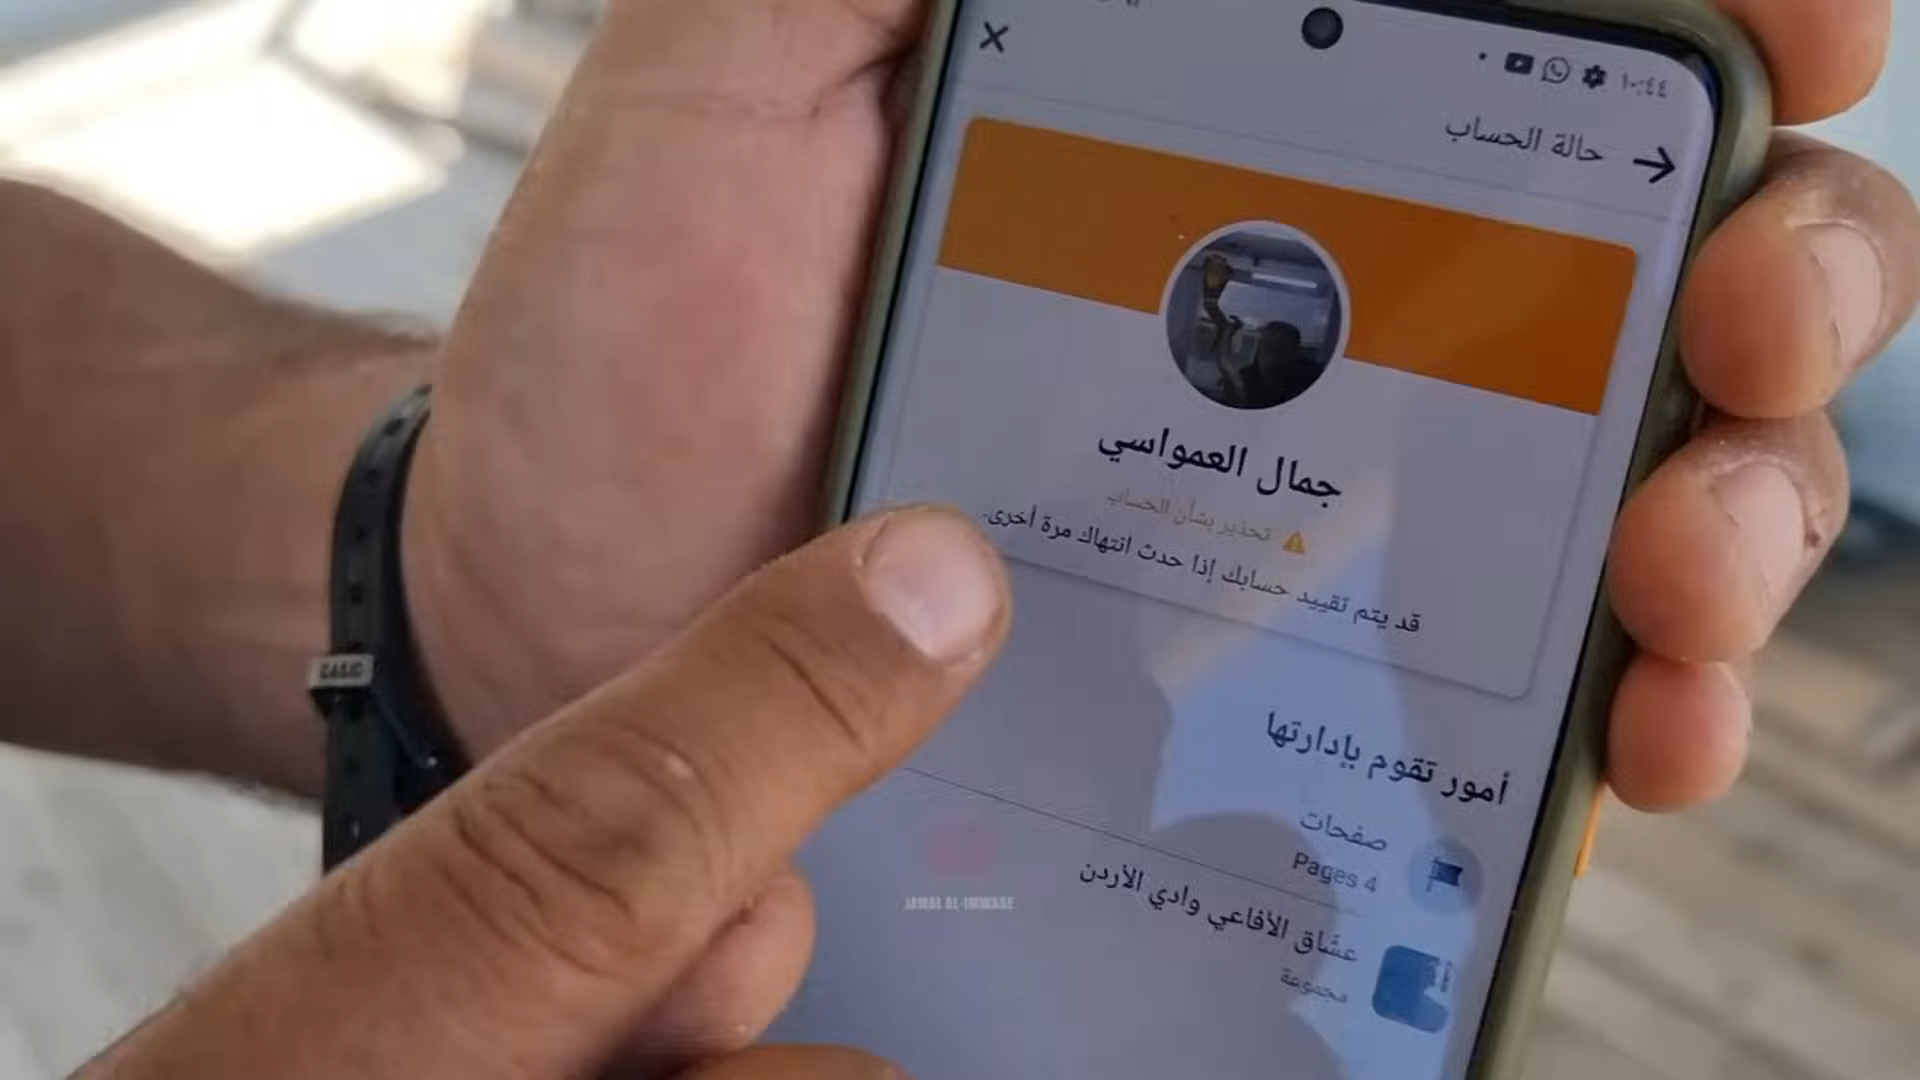 ١٠:٤٤
حالة الحساب
جمال العمواسي
تحذير بشأن الحساب
قد يتم تقييد حسابك إذا حدث انتهاك مرة أخرى.
أمور تقوم بإدارتها
صفحات
4 Pages
عشاق الأفاعي وادي الأردن
مجموعة
CASIO
JAMAL AL-IMWASE